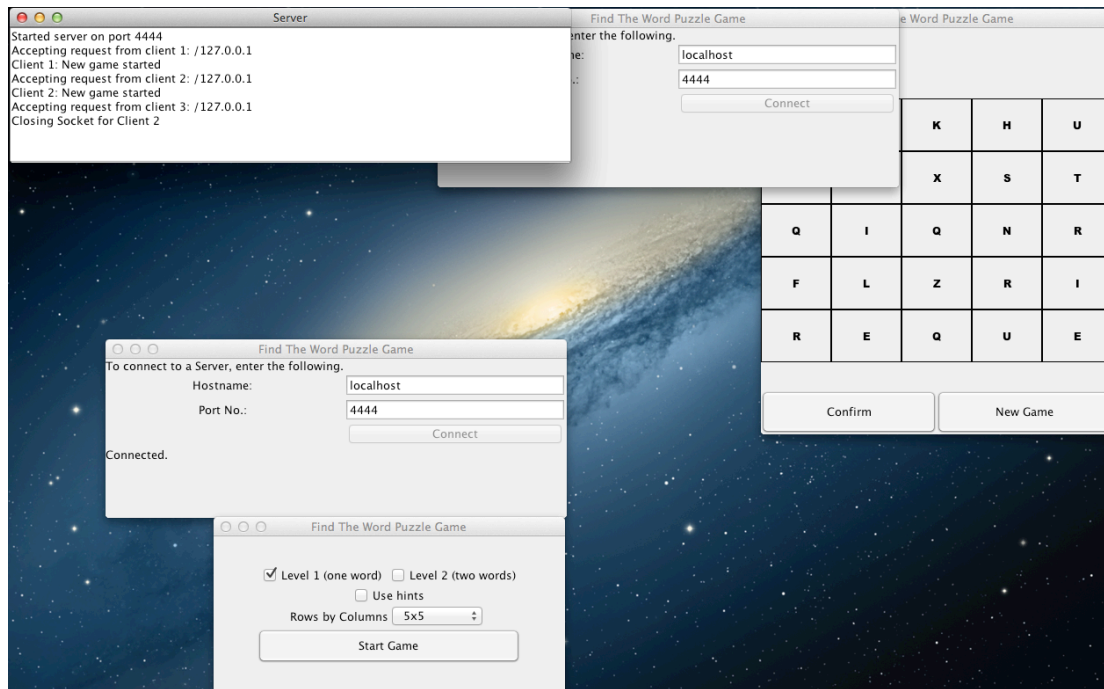 Server
Started server on port 4444
Accepting request from client 1: /127.0.0.1
Client 1: New game started
Accepting request from client 2: /127.0.0.1
Client 2: New game started
Accepting request from client 3: /127.0.0.1
Closing Socket for Client 2
Find The Word Puzzle Game
enter the following.
localhost
4444
Connect
Word Puzzle Game
K H U
X S T
Q I Q N R
F L Z R I
R E Q U E
Confirm New Game
Find The Word Puzzle Game
To connect to a Server, enter the following.
Hostname: localhost
Port No.: 4444
Connect
Connected.
Find The Word Puzzle Game
Level 1 (one word) Level 2 (two words)
Use hints
Rows by Columns 5x5
Start Game